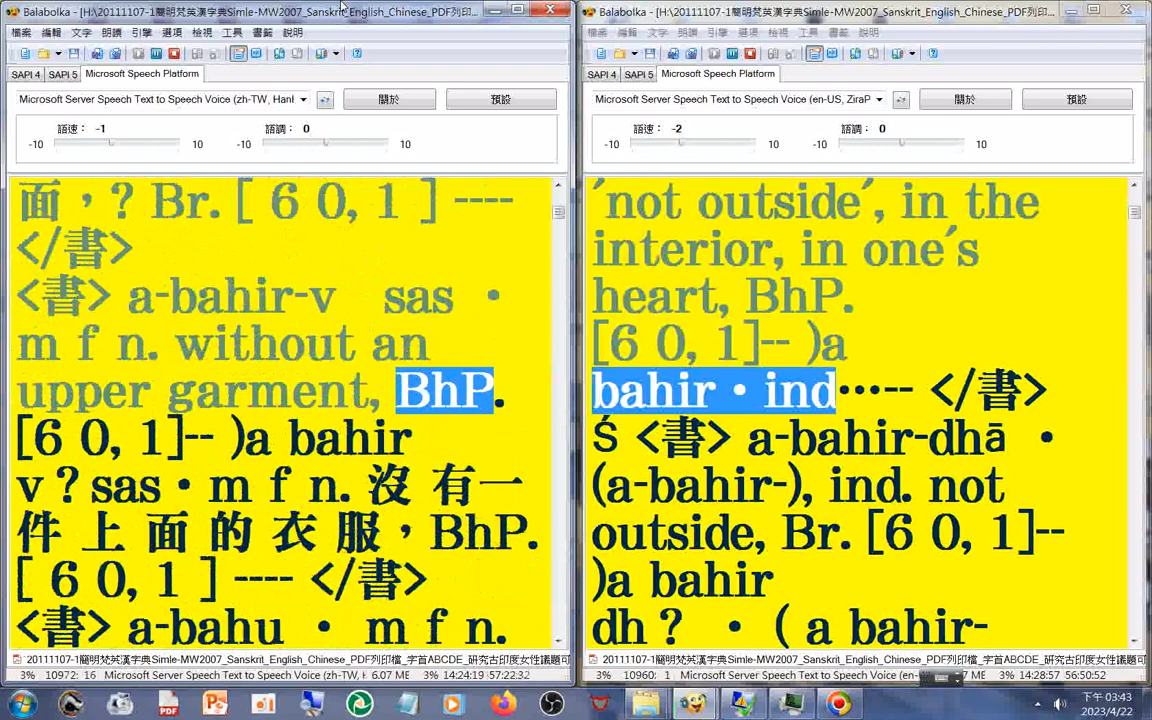 Balabolka - [H:\20111107-1簡明梵英漢字典Simle-MW2007_Sanskrit_English_Chinese_PDF列印...
檔案 編輯 文字 朗讀 引擎 選項 檢視 工具 書籤 說明
SAPI 4 SAPI 5 Microsoft Speech Platform
Microsoft Server Speech Text to Speech Voice (zh-TW, HanI
關於
預設
語速： -1
語調： 0
-10 10 -10 10
面，? Br. [ 6 0, 1 ] ----
</書>
<書> a-bahir-v sas •
m f n. without an
upper garment, BhP.
[6 0, 1]-- )a bahir
v ? sas • m f n. 沒 有一
件 上 面 的 衣 服，BhP.
[ 6 0, 1 ] ---- </書>
<書> a-bahu • m f n.
20111107-1簡明梵英漢字典Simle-MW2007_Sanskrit_English_Chinese_PDF列印檔_字首ABCDE_研究古印度女性議題可
3% 10972: 16 Microsoft Server Speech Text to Speech Voice (zh-TW, H 6.07 ME 3% 14:24:19 57:22:32
Balabolka - [H:\20111107-1簡明梵英漢字典Simle-MW2007_Sanskrit_English_Chinese_PDF列印...
檔案 編輯 文字 朗讀 引擎 選項 檢視 工具 書籤 說明
SAPI 4 SAPI 5 Microsoft Speech Platform
Microsoft Server Speech Text to Speech Voice (en-US, ZiraP
關於
預設
語速： -2
語調： 0
-10 10 -10 10
'not outside', in the
interior, in one's
heart, BhP.
[6 0, 1]-- )a
bahir • ind…-- </書>
Ś <書> a-bahir-dhā •
(a-bahir-), ind. not
outside, Br. [6 0, 1]--
)a bahir
dh ? • ( a bahir-
20111107-1簡明梵英漢字典Simle-MW2007_Sanskrit_English_Chinese_PDF列印檔_字首ABCDE_研究古印度女性議題可
3% 10960: 1 Microsoft Server Speech Text to Speech Voice (en-US, ME 3% 14:28:57 56:50:52
下午 03:43
2023/4/22